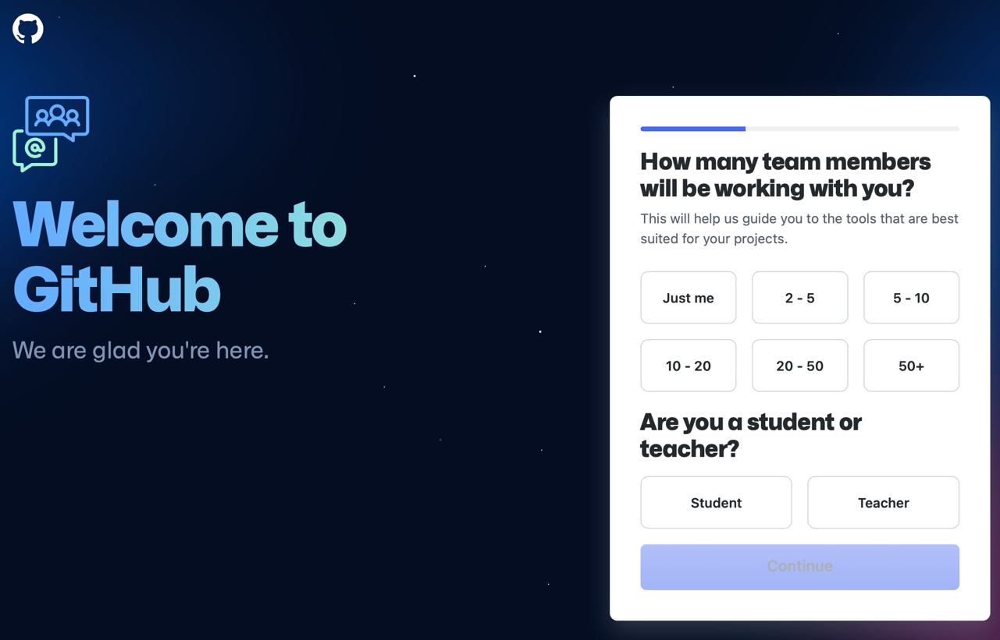 @
Welcome to
GitHub
We are glad you're here.
How many team members
will be working with you?
This will help us guide you to the tools that are best
suited for your projects.
Just me
2 - 5
5 - 10
10 - 20
20 - 50
50+
Are you a student or
teacher?
Student
Teacher
Continue